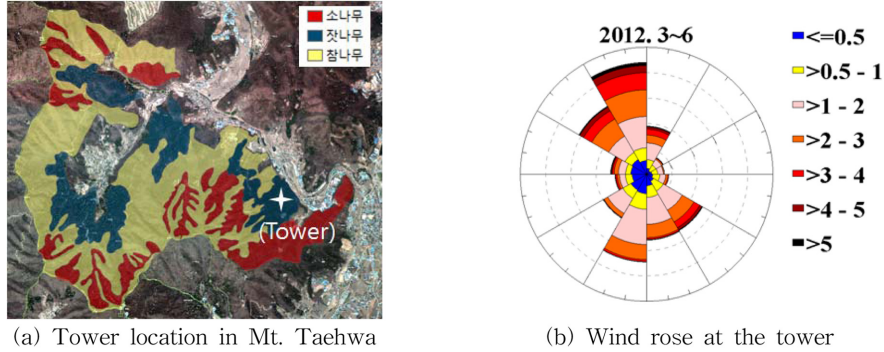 소나무
잣나무
참나무
(Tower)
(a) Tower location in Mt. Taehwa
2012. 3~6
<=0.5
>0.5 - 1
>1 - 2
>2 - 3
>3 - 4
>4 - 5
>5
(b) Wind rose at the tower